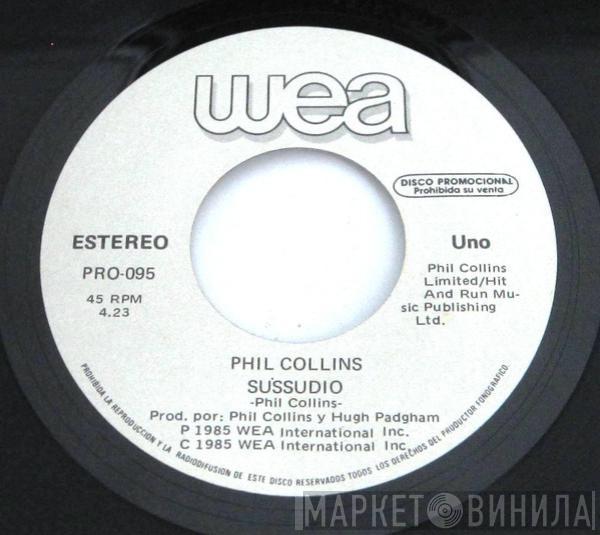 wea
DISCO PROMOCIONAL
Prohibida su venta
ESTEREO
PRO-095
45 RPM
4.23
Uno
Phil Collins
Limited/Hit
And Run Mu-
sic Publishing
Ltd.
PHIL COLLINS
SUSSUDIO
-Phil Collins-
Prod. por: Phil Collins y Hugh Padgham
P 1985 WEA International Inc.
C 1985 WEA International Inc.
PROHIBIDA LA REPRODUCCION Y LA RADIODIFUSION DE ESTE DISCO RESERVADOS TODOS LOS DERECHOS DEL PRODUCTOR FONOGRAFICO.
МАРКЕТ ВИНИЛА